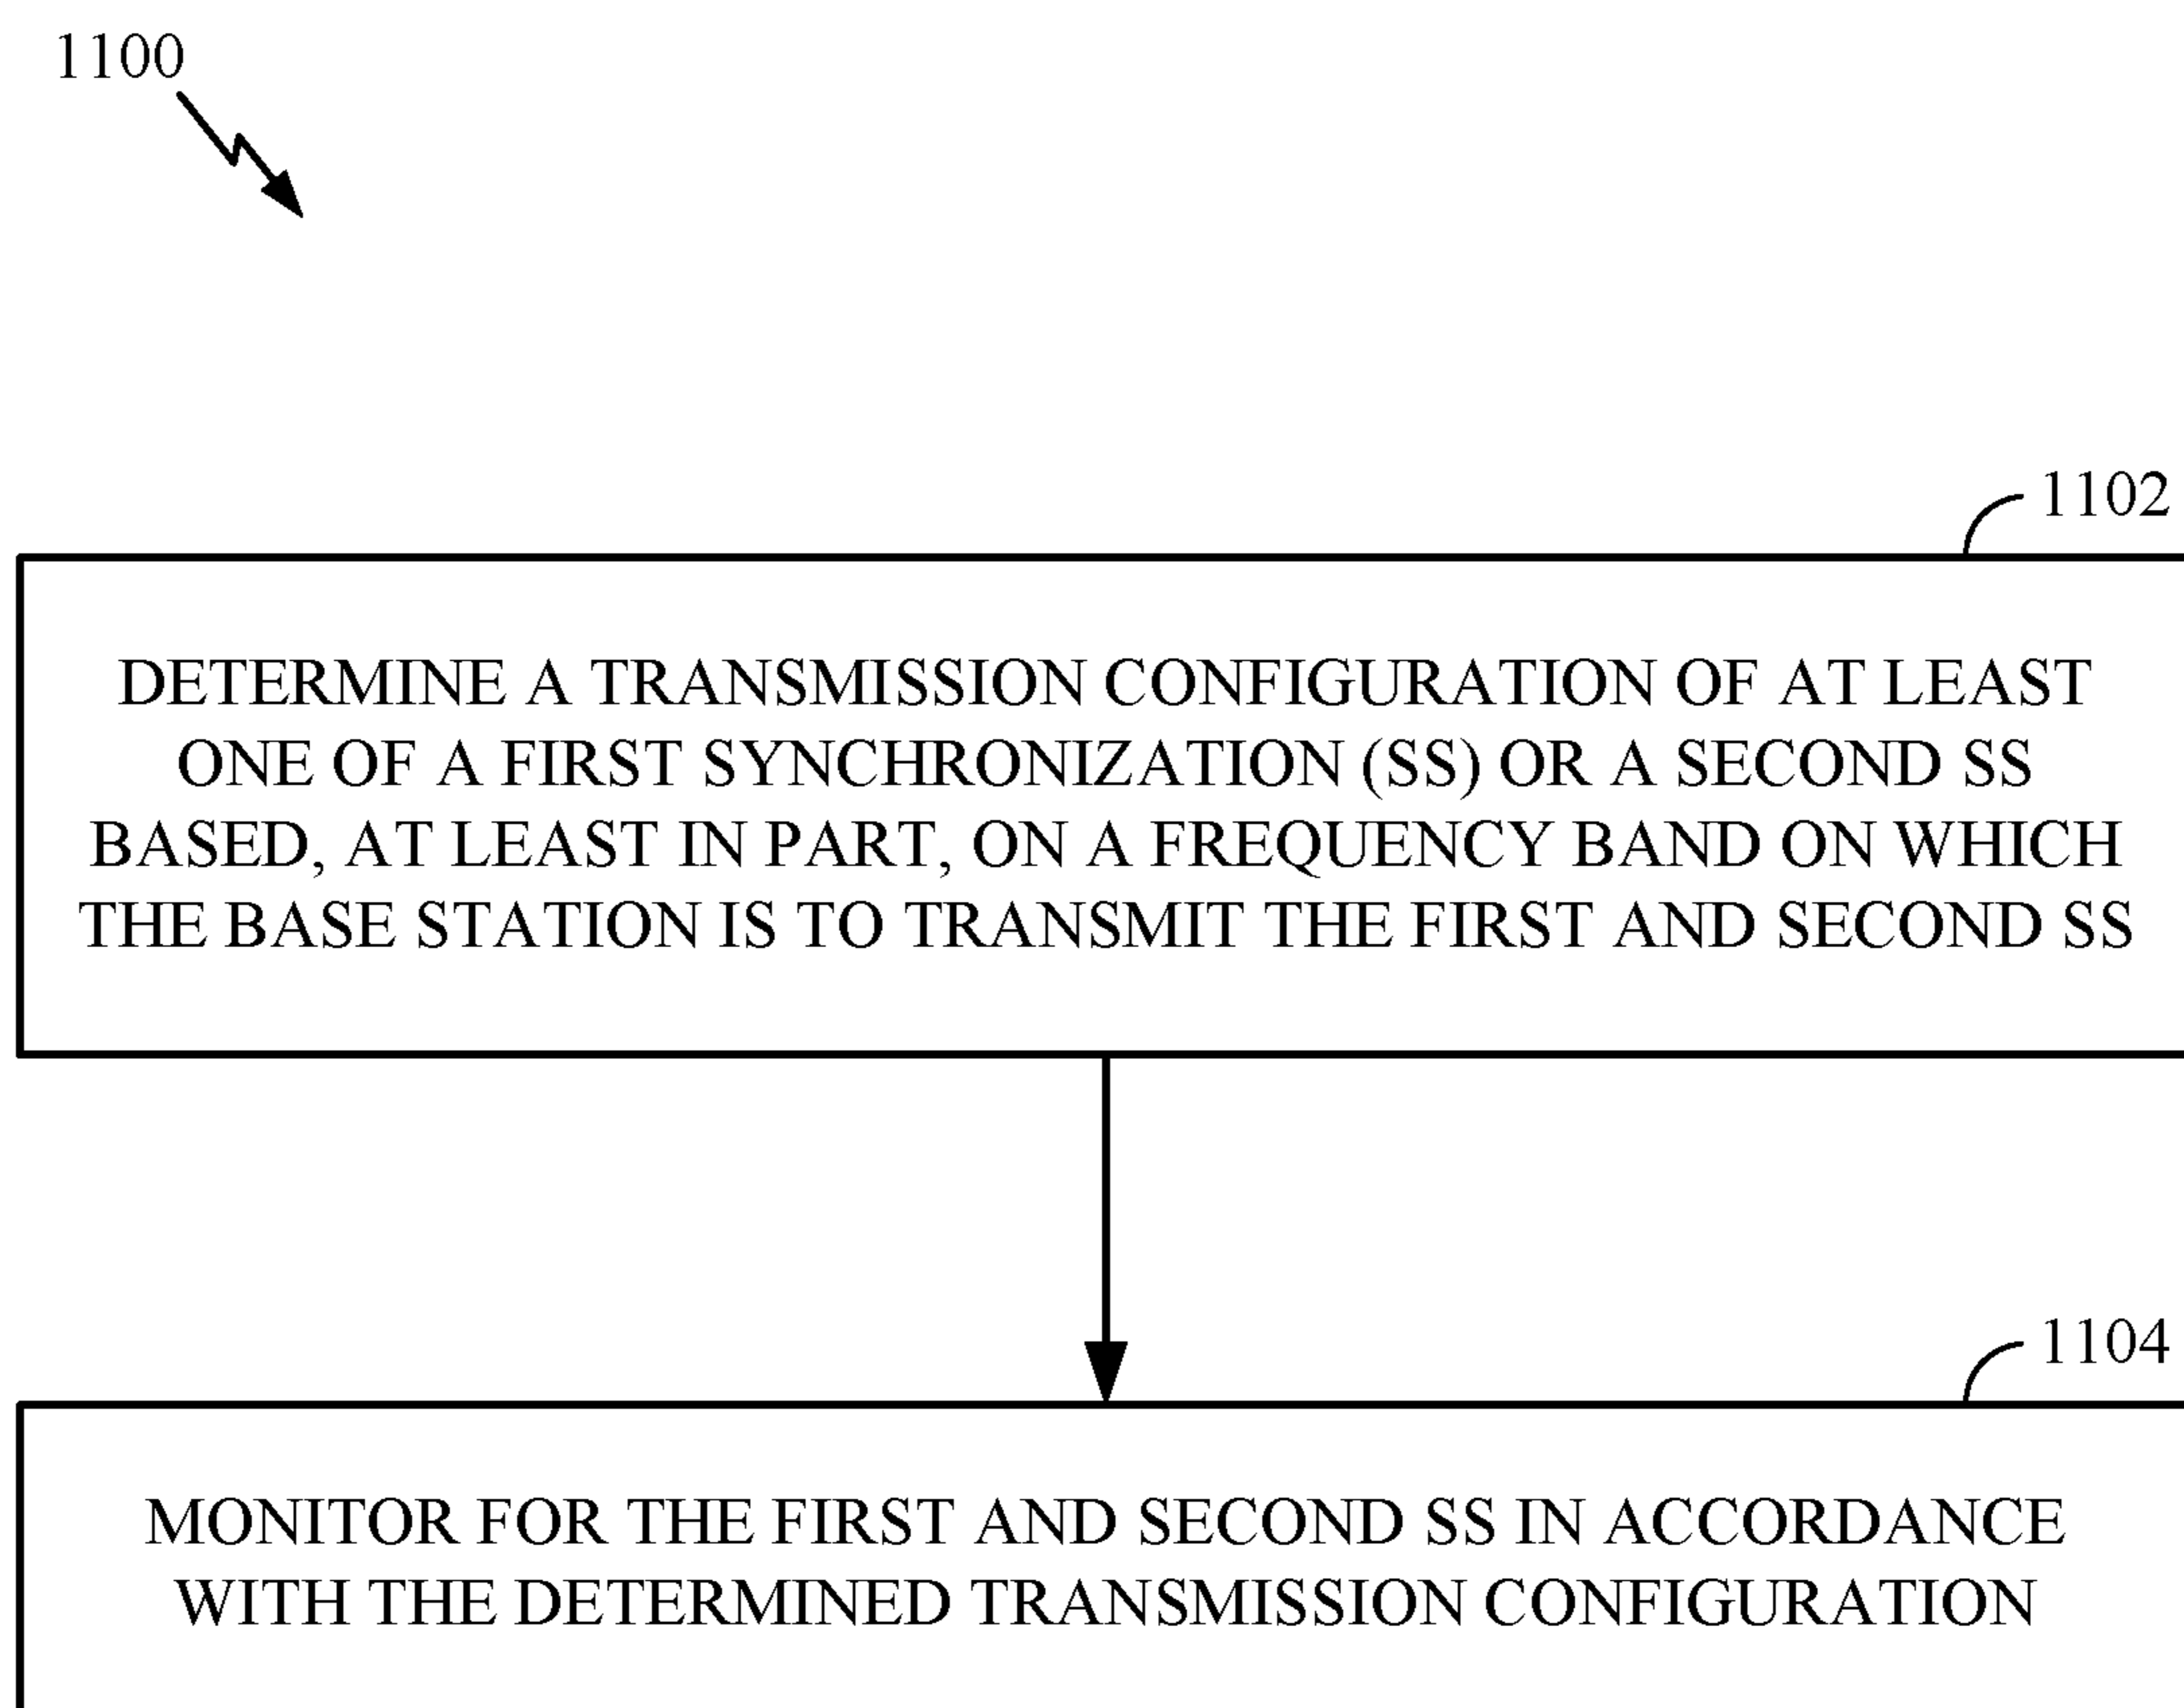 1100
1102
DETERMINE A TRANSMISSION CONFIGURATION OF AT LEAST
ONE OF A FIRST SYNCHRONIZATION (SS) OR A SECOND SS
BASED, AT LEAST IN PART, ON A FREQUENCY BAND ON WHICH
THE BASE STATION IS TO TRANSMIT THE FIRST AND SECOND SS
1104
MONITOR FOR THE FIRST AND SECOND SS IN ACCORDANCE
WITH THE DETERMINED TRANSMISSION CONFIGURATION